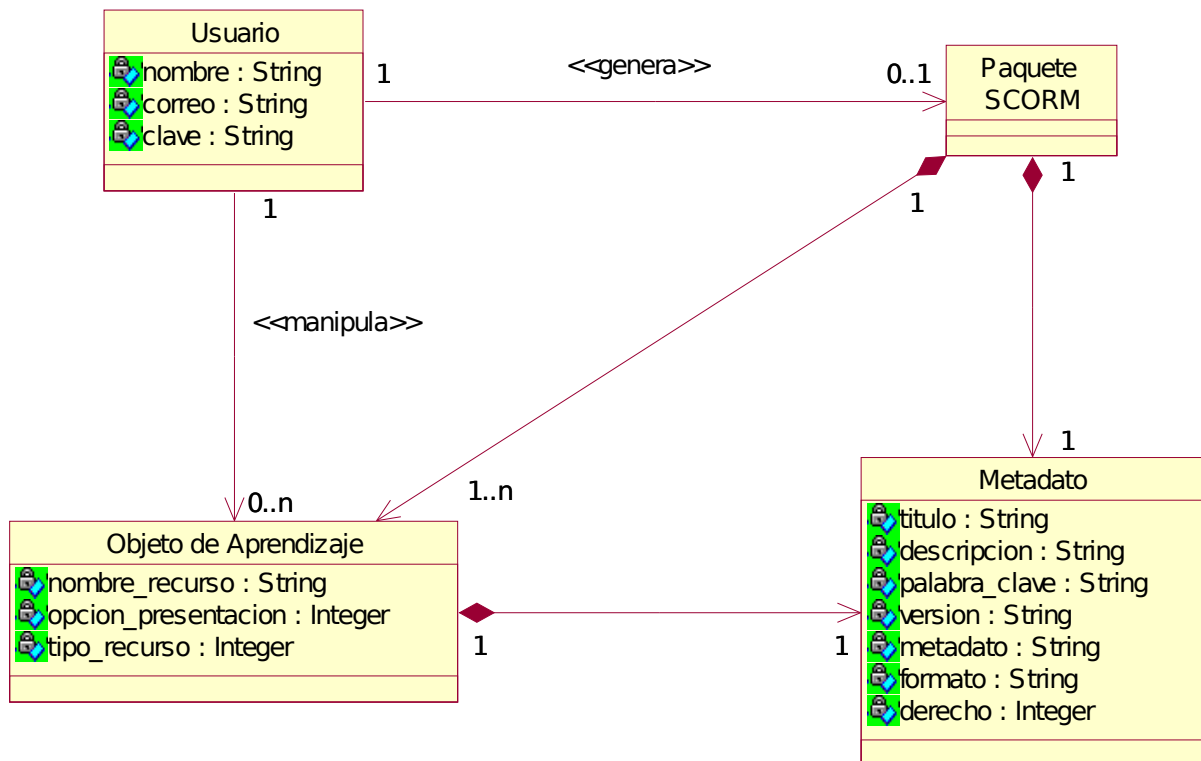 Usuario
nombre : String
correo : String
clave : String
1
<<genera>>
0..1
Paquete
SCORM
1
<<manipula>>
0..n
1
1..n
1
1
Objeto de Aprendizaje
nombre_recurso : String
opcion_presentacion : Integer
tipo_recurso : Integer
1
1
Metadato
titulo : String
descripcion : String
palabra_clave : String
version : String
metadato : String
formato : String
derecho : Integer